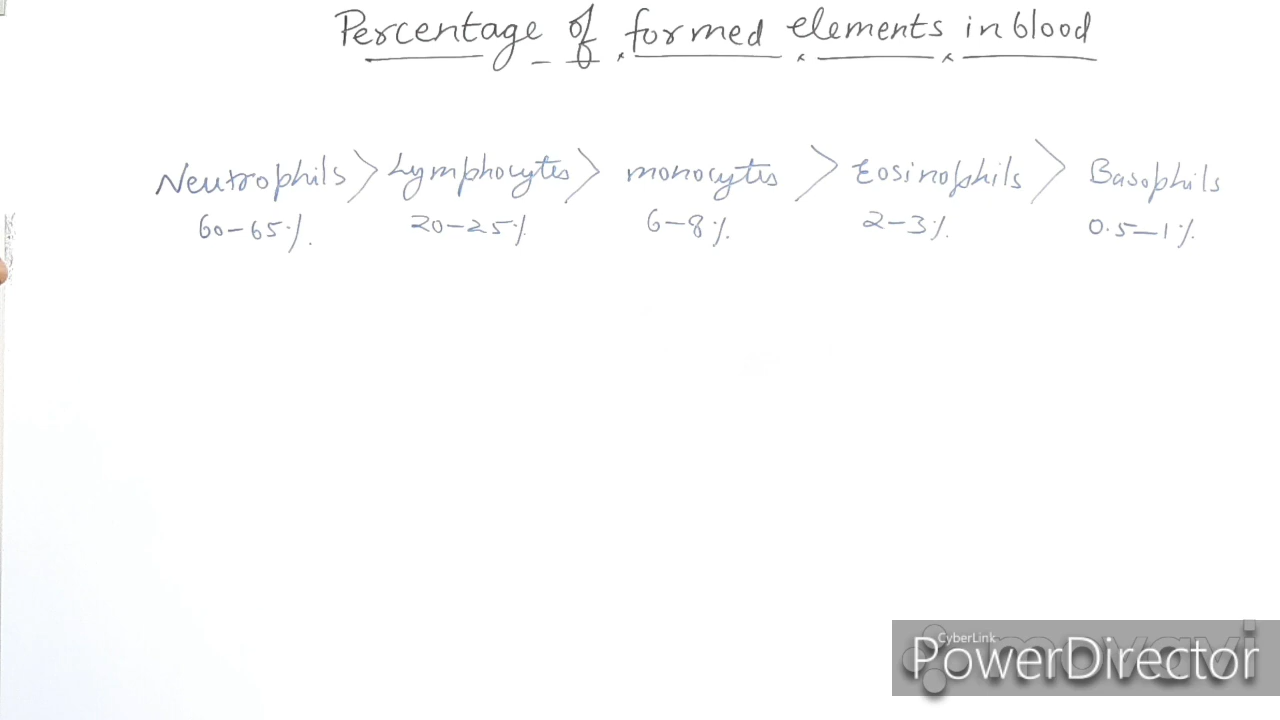 Percentage of formed elements in blood
Neutrophils > Lymphocytes > monocytes > Eosinophils > Basophils
60-65% 20-25% 6-8% 2-3% 0.5-1%
CyberLink
PowerDirector
movavi